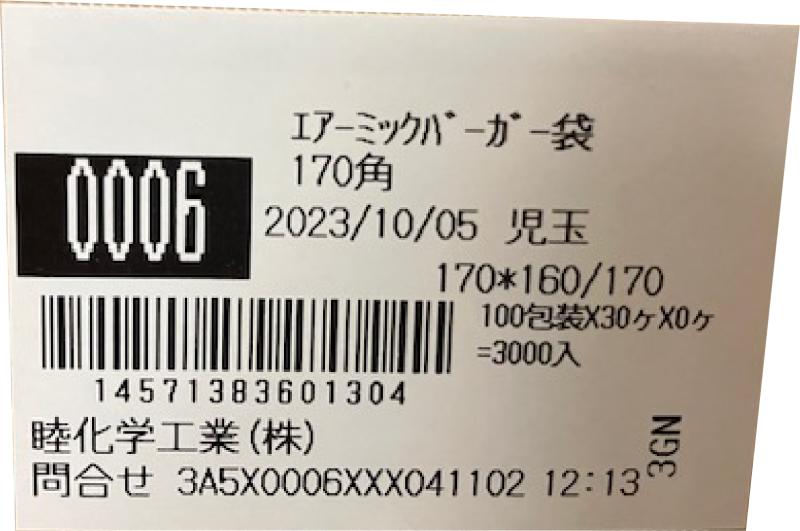 ｴｱｰﾐｯｸﾊﾞｰｶﾞｰ袋
170角
0006
2023/10/05 児玉
170*160/170
100包装X30ヶX0ヶ
=3000入
14571383601304
睦化学工業(株)
3GN
問合せ 3A5X0006XXX041102 12:13